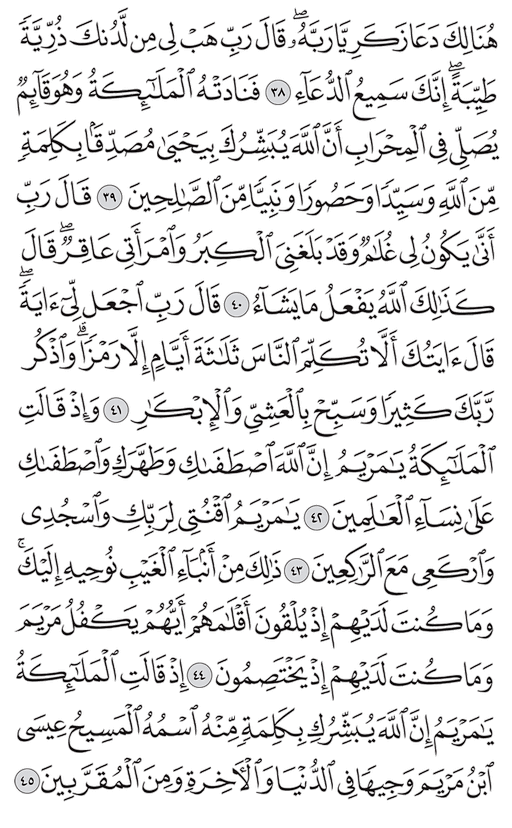 هُنَالِكَ دَعَا زَكَرِيَّا رَبَّهُۥۖ قَالَ رَبِّ هَبۡ لِي مِن لَّدُنكَ ذُرِّيَّةٗ
طَيِّبَةًۖ إِنَّكَ سَمِيعُ ٱلدُّعَآءِ ٣٨ فَنَادَتۡهُ ٱلۡمَلَٰٓئِكَةُ وَهُوَ قَآئِمٞ
يُصَلِّي فِي ٱلۡمِحۡرَابِ أَنَّ ٱللَّهَ يُبَشِّرُكَ بِيَحۡيَىٰ مُصَدِّقَۢا بِكَلِمَةٖ
مِّنَ ٱللَّهِ وَسَيِّدٗا وَحَصُورٗا وَنَبِيّٗا مِّنَ ٱلصَّٰلِحِينَ ٣٩ قَالَ رَبِّ
أَنَّىٰ يَكُونُ لِي غُلَٰمٞ وَقَدۡ بَلَغَنِيَ ٱلۡكِبَرُ وَٱمۡرَأَتِي عَاقِرٞۖ قَالَ
كَذَٰلِكَ ٱللَّهُ يَفۡعَلُ مَا يَشَآءُ ٤٠ قَالَ رَبِّ ٱجۡعَل لِّيٓ ءَايَةٗۖ
قَالَ ءَايَتُكَ أَلَّا تُكَلِّمَ ٱلنَّاسَ ثَلَٰثَةَ أَيَّامٍ إِلَّا رَمۡزٗاۗ وَٱذۡكُر
رَّبَّكَ كَثِيرٗا وَسَبِّحۡ بِٱلۡعَشِيِّ وَٱلۡإِبۡكَٰرِ ٤١ وَإِذۡ قَالَتِ
ٱلۡمَلَٰٓئِكَةُ يَٰمَرۡيَمُ إِنَّ ٱللَّهَ ٱصۡطَفَىٰكِ وَطَهَّرَكِ وَٱصۡطَفَىٰكِ
عَلَىٰ نِسَآءِ ٱلۡعَٰلَمِينَ ٤٢ يَٰمَرۡيَمُ ٱقۡنُتِي لِرَبِّكِ وَٱسۡجُدِي
وَٱرۡكَعِي مَعَ ٱلرَّٰكِعِينَ ٤٣ ذَٰلِكَ مِنۡ أَنۢبَآءِ ٱلۡغَيۡبِ نُوحِيهِ إِلَيۡكَۚ
وَمَا كُنتَ لَدَيۡهِمۡ إِذۡ يُلۡقُونَ أَقۡلَٰمَهُمۡ أَيُّهُمۡ يَكۡفُلُ مَرۡيَمَ
وَمَا كُنتَ لَدَيۡهِمۡ إِذۡ يَخۡتَصِمُونَ ٤٤ إِذۡ قَالَتِ ٱلۡمَلَٰٓئِكَةُ
يَٰمَرۡيَمُ إِنَّ ٱللَّهَ يُبَشِّرُكِ بِكَلِمَةٖ مِّنۡهُ ٱسۡمُهُ ٱلۡمَسِيحُ عِيسَى
ٱبۡنُ مَرۡيَمَ وَجِيهٗا فِي ٱلدُّنۡيَا وَٱلۡأٓخِرَةِ وَمِنَ ٱلۡمُقَرَّبِينَ ٤٥